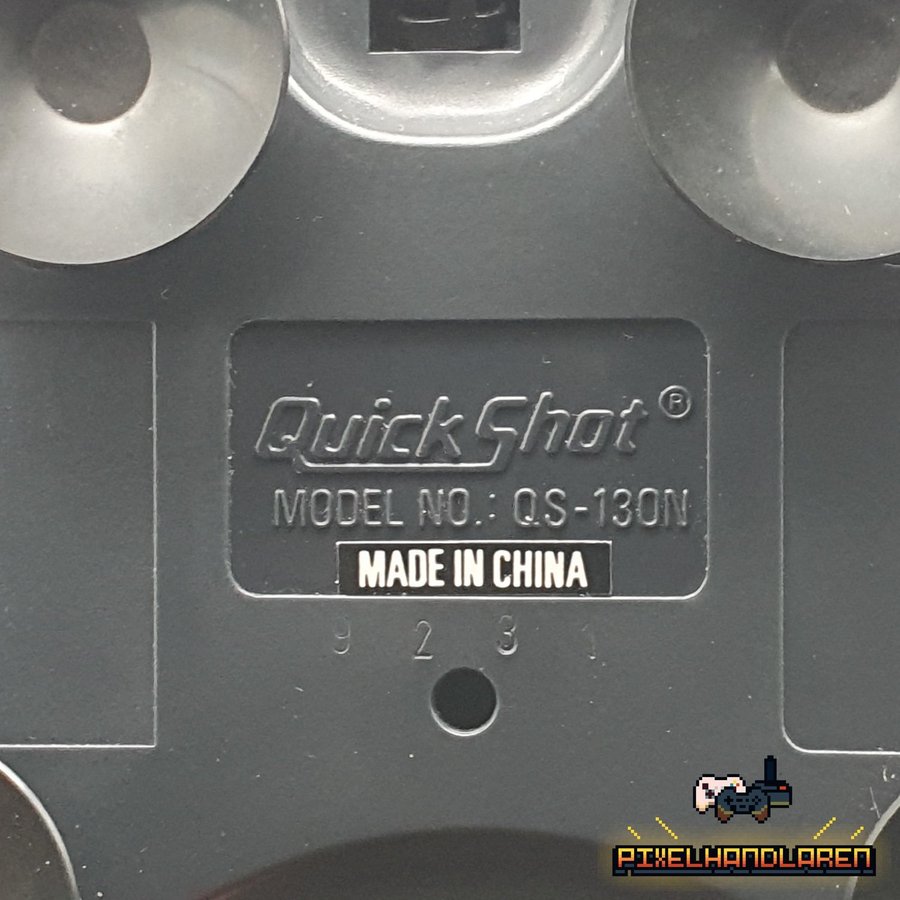 QuickShot®
MODEL NO.: QS-130N
MADE IN CHINA
9 2 3 1
PIXELHANDLAREN